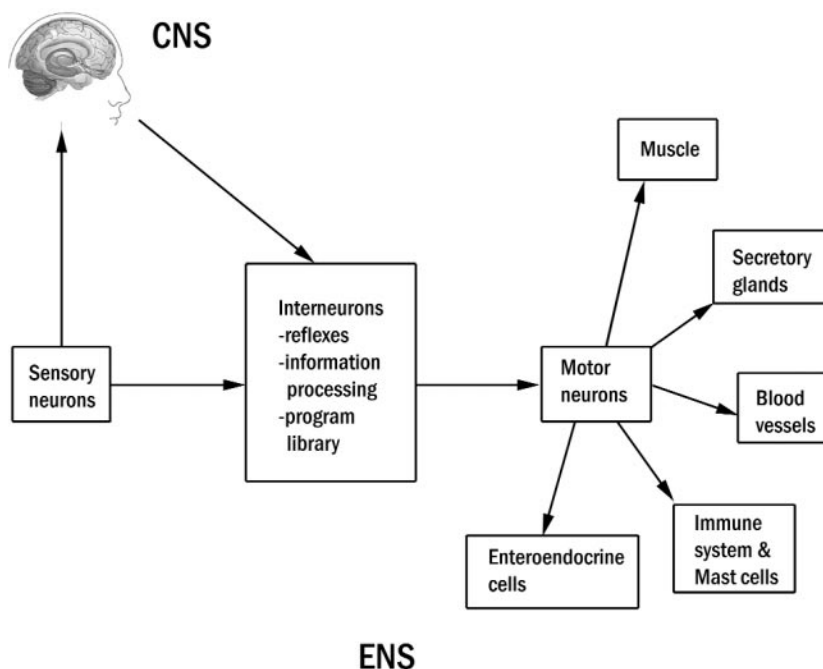 CNS
Muscle
Secretory
glands
Interneurons
-reflexes
-information
processing
-program
library
Sensory
neurons
Motor
neurons
Blood
vessels
Enteroendocrine
cells
Immune
system &
Mast cells
ENS